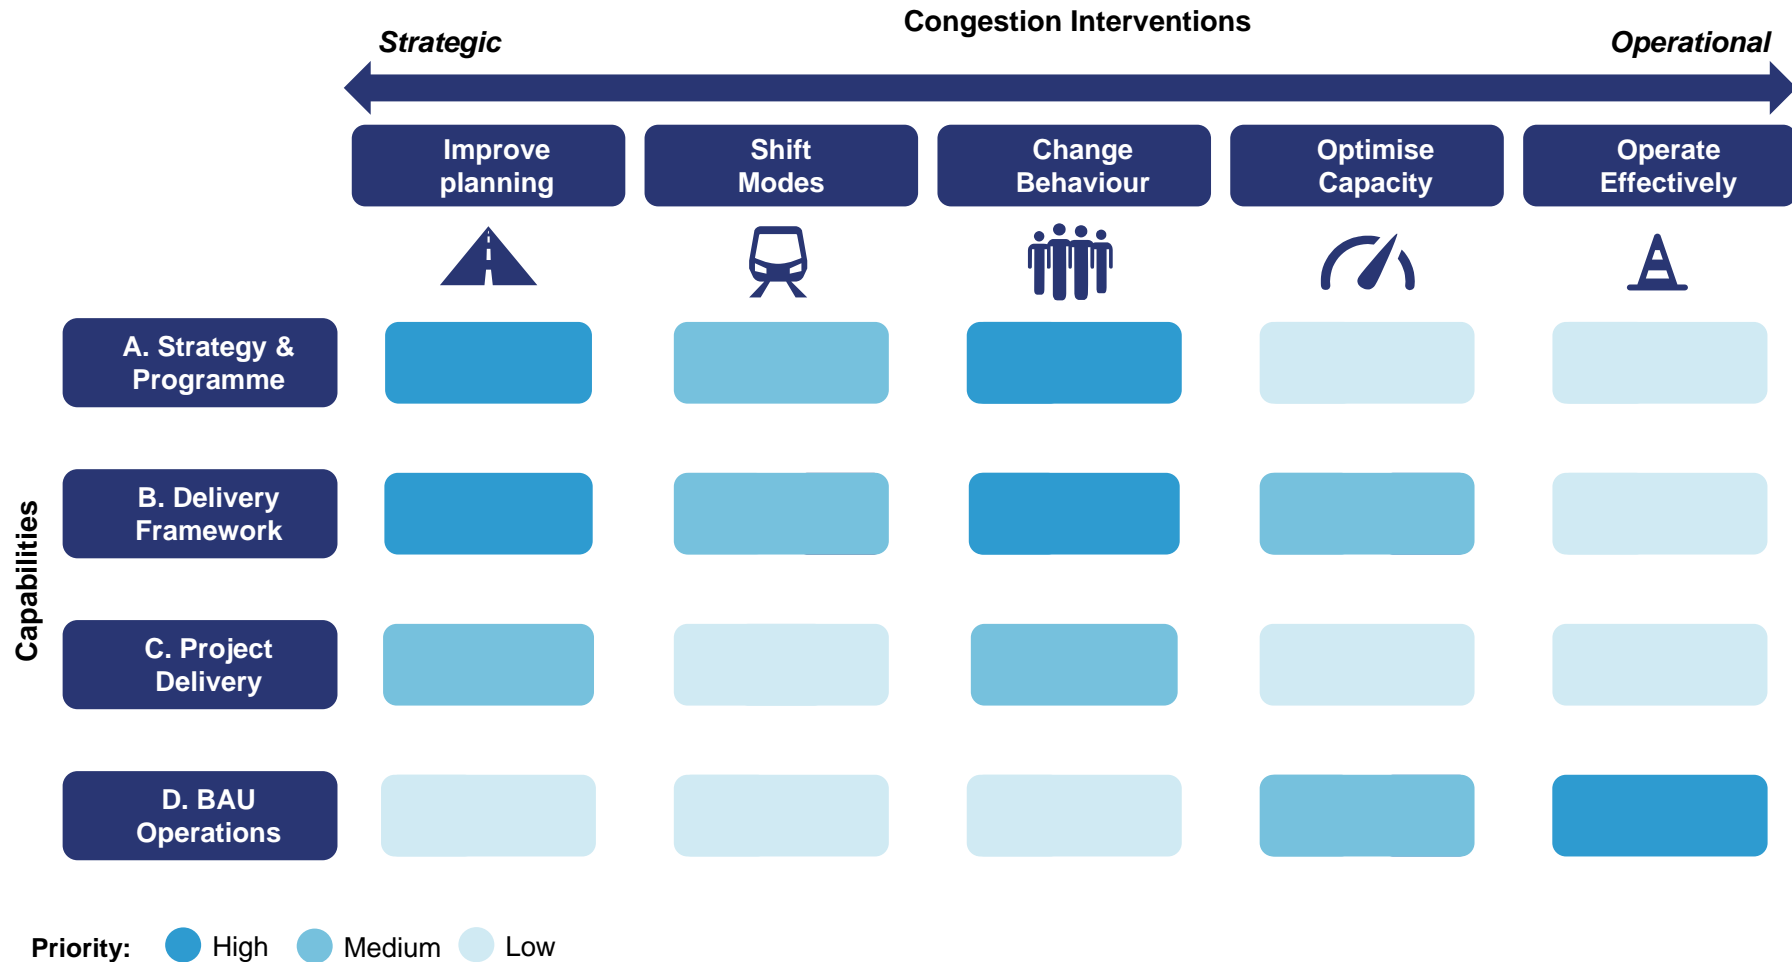 Congestion Interventions
Strategic
Operational
Improve
planning
Shift
Modes
Change
Behaviour
Optimise
Capacity
Operate
Effectively
Capabilities
A. Strategy &
Programme
B. Delivery
Framework
C. Project
Delivery
D. BAU
Operations
Priority: High Medium Low